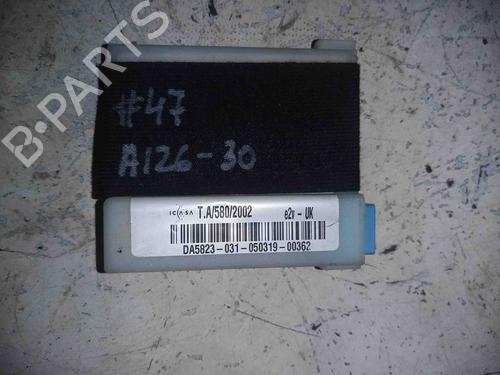 #47
A126-30
ICASA T.A/580/2002 e2v - UK
DA5823-031-050319-00362
B-PARTS